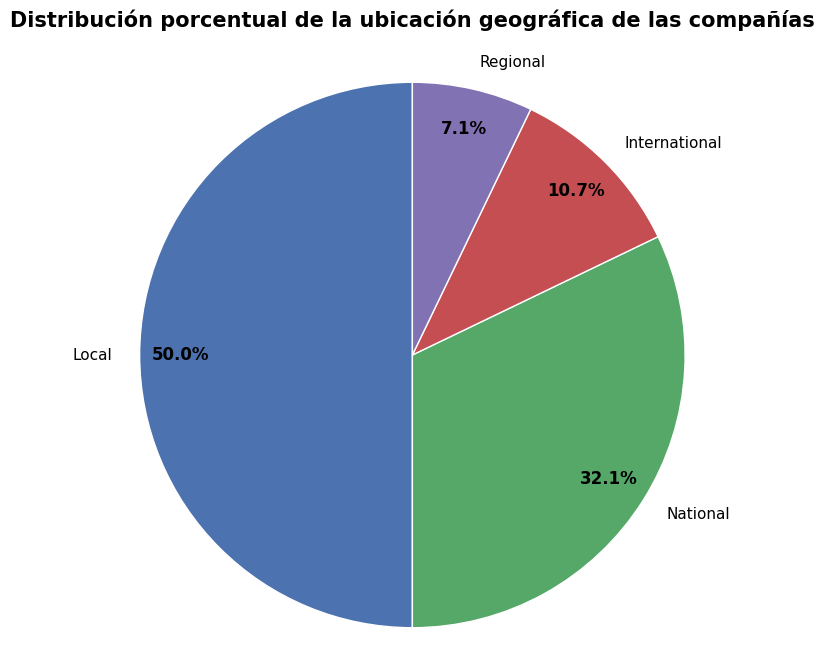 Distribución porcentual de la ubicación geográfica de las compañías
Regional
7.1%
International
10.7%
Local
50.0%
32.1%
National